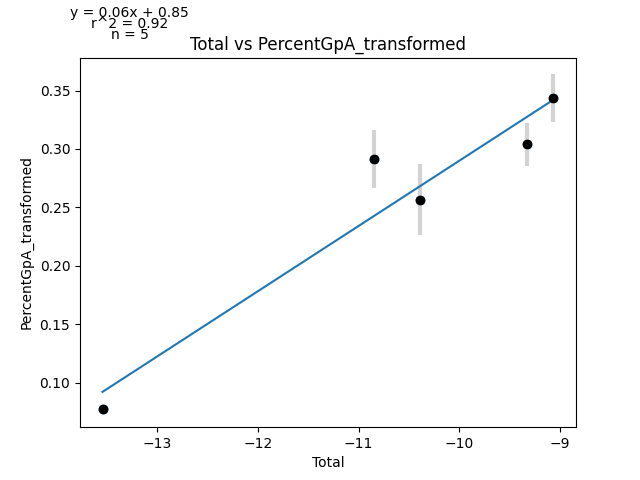 y = 0.06x + 0.85
r^2 = 0.92
n = 5
Total vs PercentGpA_transformed
PercentGpA_transformed
0.35
0.30
0.25
0.20
0.15
0.10
−13
−12
−11
−10
−9
Total